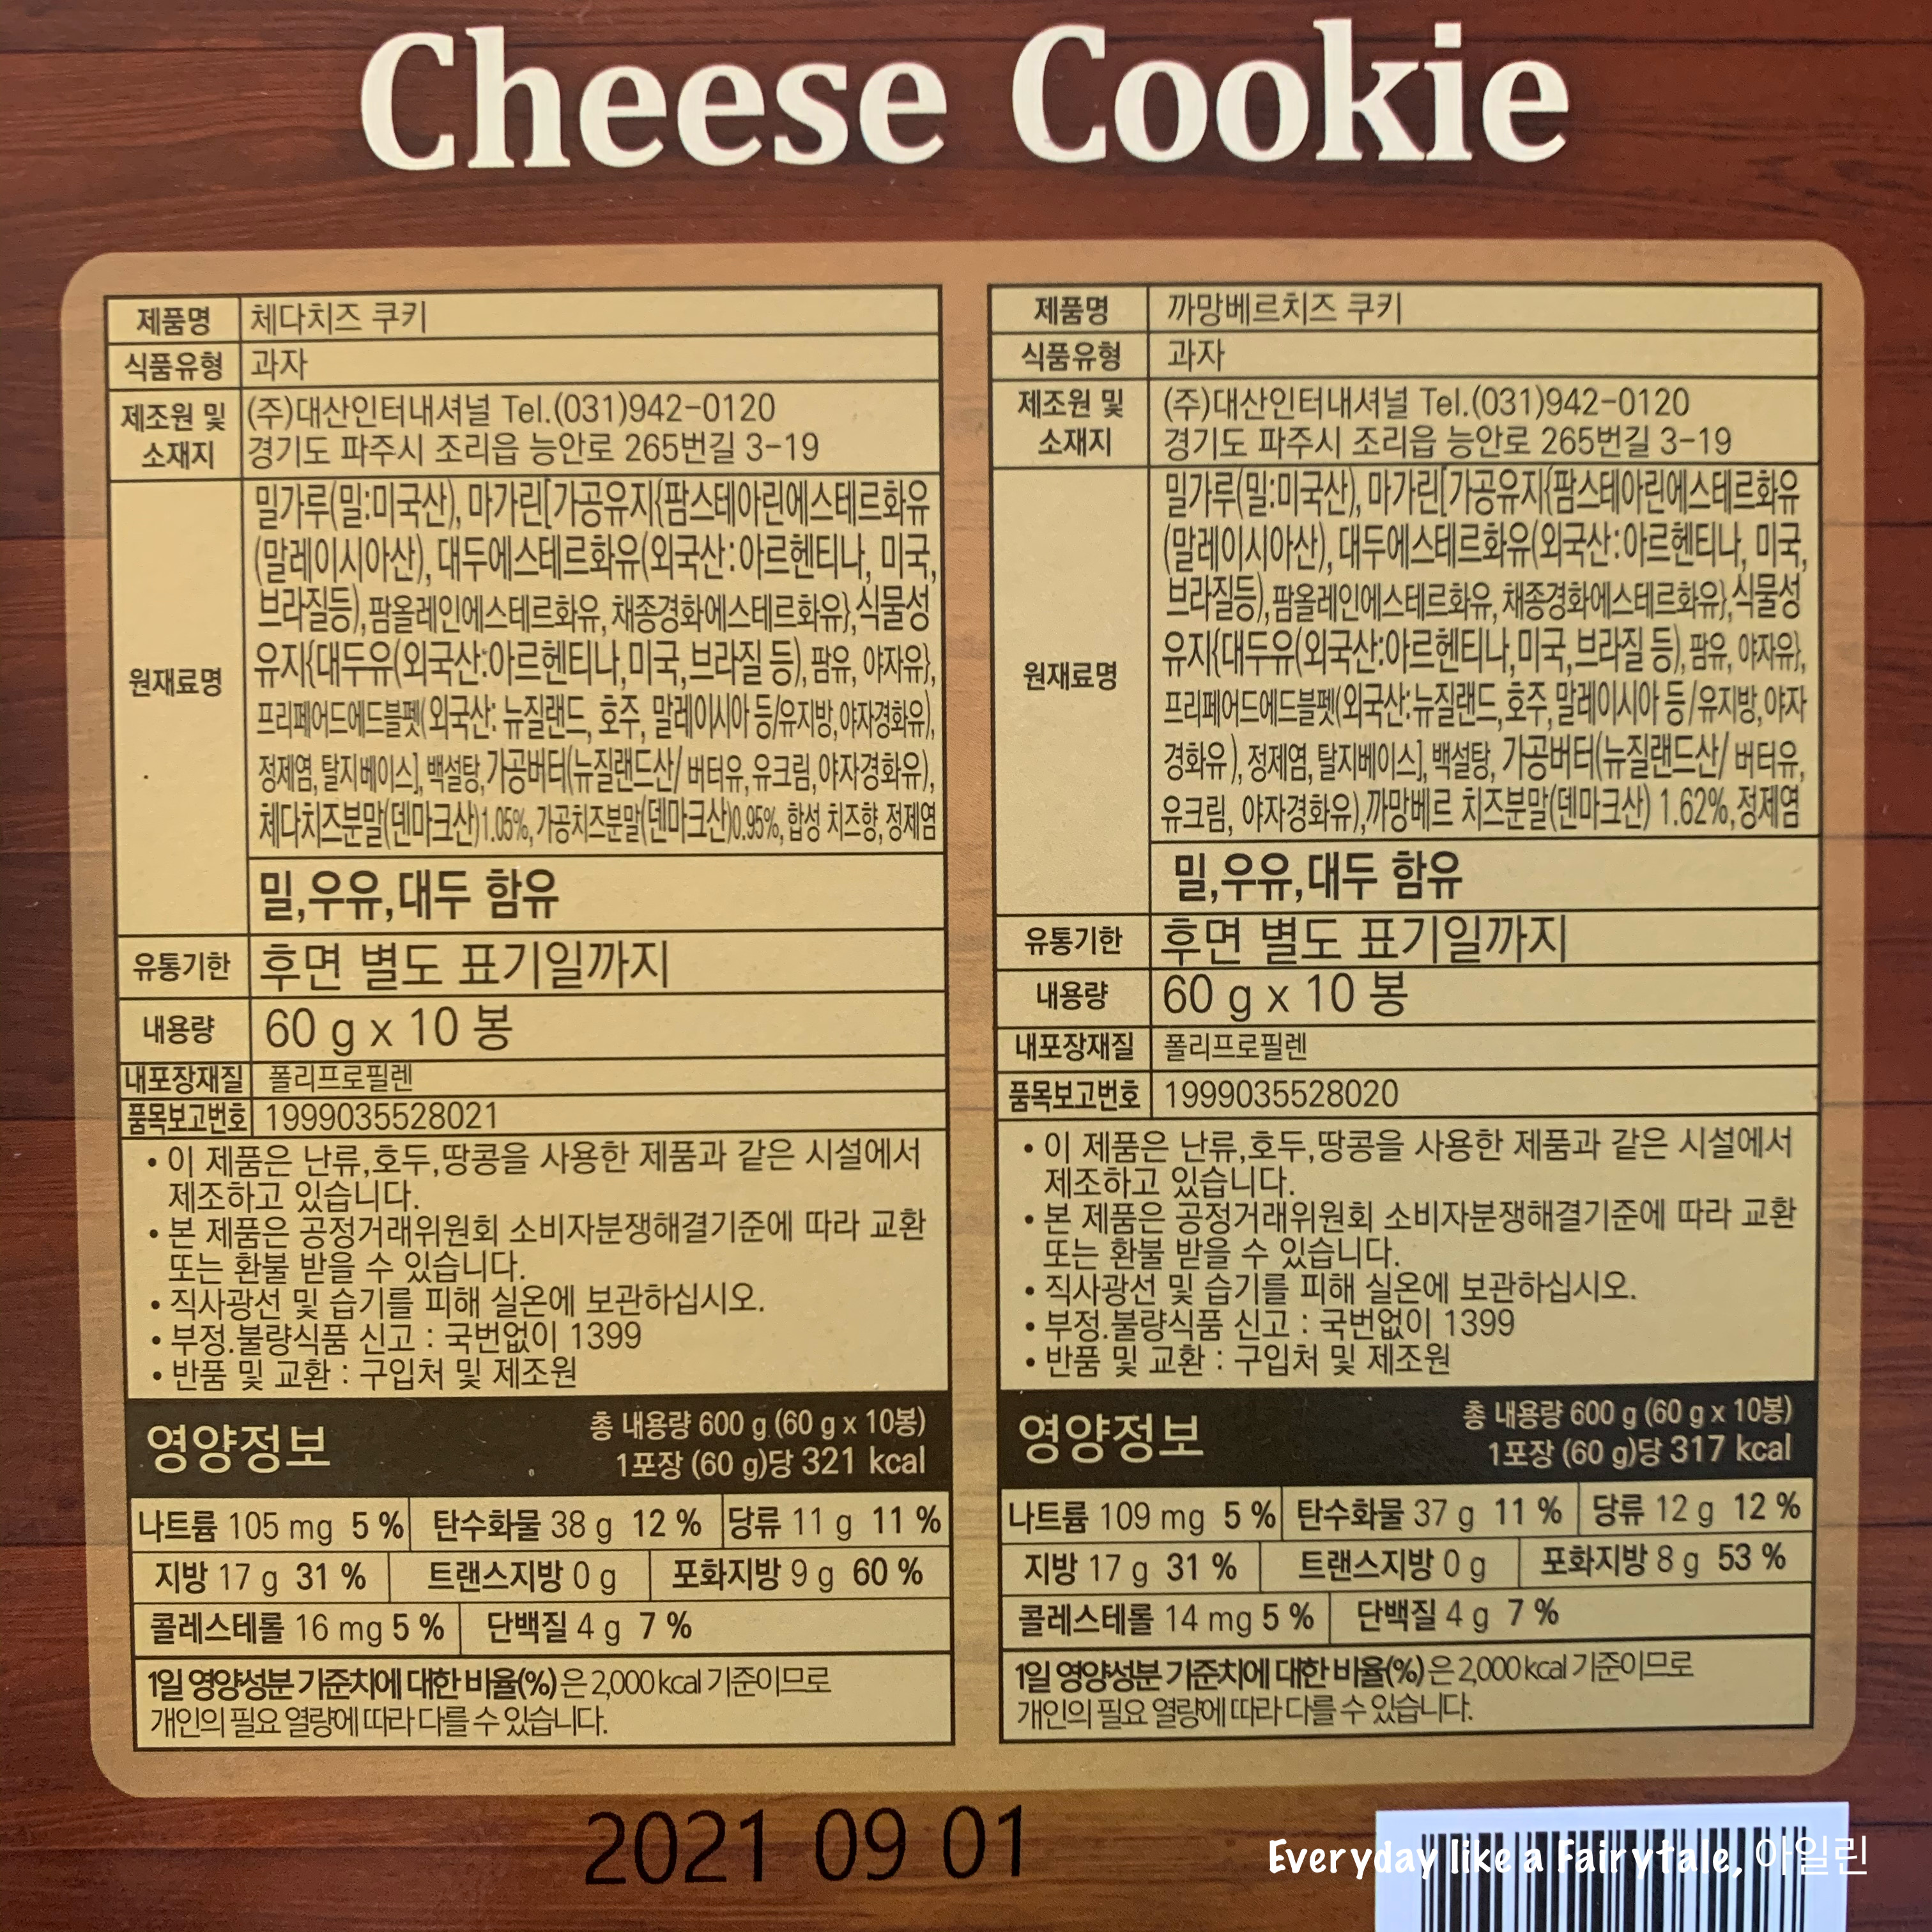 Cheese Cookie
제품명 체다치즈 쿠키
식품유형 과자
제조원 및 소재지 (주)대산인터내셔널 Tel.(031)942-0120
경기도 파주시 조리읍 능안로 265번길 3-19
원재료명
밀가루(밀:미국산), 마가린[가공유지{팜스테아린에스테르화유
(말레이시아산), 대두에스테르화유(외국산:아르헨티나, 미국,
브라질등), 팜올레인에스테르화유, 채종경화에스테르화유},식물성
유지{대두유(외국산:아르헨티나,미국,브라질 등), 팜유, 야자유},
프리페어드에드블펫(외국산: 뉴질랜드, 호주, 말레이시아 등/유지방,야자경화유),
정제염, 탈지베이스], 백설탕,가공버터(뉴질랜드산/ 버터유,유크림,야자경화유),
체다치즈분말(덴마크산)1.05%, 가공치즈분말(덴마크산)0.95%, 합성 치즈향, 정제염
밀,우유,대두 함유
유통기한 후면 별도 표기일까지
내용량 60 g x 10 봉
내포장재질 폴리프로필렌
품목보고번호 1999035528021
• 이 제품은 난류,호두,땅콩을 사용한 제품과 같은 시설에서
제조하고 있습니다.
• 본 제품은 공정거래위원회 소비자분쟁해결기준에 따라 교환
또는 환불 받을 수 있습니다.
• 직사광선 및 습기를 피해 실온에 보관하십시오.
• 부정.불량식품 신고 : 국번없이 1399
• 반품 및 교환 : 구입처 및 제조원
영양정보
총 내용량 600 g (60 g x 10봉)
1포장 (60 g)당 321 kcal
나트륨 105 mg 5 % 탄수화물 38 g 12 % 당류 11 g 11 %
지방 17 g 31 % 트랜스지방 0 g 포화지방 9 g 60 %
콜레스테롤 16 mg 5 % 단백질 4 g 7 %
1일 영양성분 기준치에 대한 비율(%)은 2,000 kcal 기준이므로
개인의 필요 열량에 따라 다를 수 있습니다.
제품명 까망베르치즈 쿠키
식품유형 과자
제조원 및 소재지 (주)대산인터내셔널 Tel.(031)942-0120
경기도 파주시 조리읍 능안로 265번길 3-19
원재료명
밀가루(밀:미국산), 마가린[가공유지{팜스테아린에스테르화유
(말레이시아산), 대두에스테르화유(외국산:아르헨티나, 미국,
브라질등), 팜올레인에스테르화유, 채종경화에스테르화유},식물성
유지{대두유(외국산:아르헨티나,미국,브라질 등), 팜유, 야자유},
프리페어드에드블펫(외국산:뉴질랜드,호주,말레이시아 등/유지방,야자
경화유), 정제염, 탈지베이스], 백설탕, 가공버터(뉴질랜드산/ 버터유,
유크림, 야자경화유),까망베르 치즈분말(덴마크산) 1.62%,정제염
밀,우유,대두 함유
유통기한 후면 별도 표기일까지
내용량 60 g x 10 봉
내포장재질 폴리프로필렌
품목보고번호 1999035528020
• 이 제품은 난류,호두,땅콩을 사용한 제품과 같은 시설에서
제조하고 있습니다.
• 본 제품은 공정거래위원회 소비자분쟁해결기준에 따라 교환
또는 환불 받을 수 있습니다.
• 직사광선 및 습기를 피해 실온에 보관하십시오.
• 부정.불량식품 신고 : 국번없이 1399
• 반품 및 교환 : 구입처 및 제조원
영양정보
총 내용량 600 g (60 g x 10봉)
1포장 (60 g)당 317 kcal
나트륨 109 mg 5 % 탄수화물 37 g 11 % 당류 12 g 12 %
지방 17 g 31 % 트랜스지방 0 g 포화지방 8 g 53 %
콜레스테롤 14 mg 5 % 단백질 4 g 7 %
1일 영양성분 기준치에 대한 비율(%)은 2,000 kcal 기준이므로
개인의 필요 열량에 따라 다를 수 있습니다.
2021 09 01
Everyday like a Fairytale, 아일린